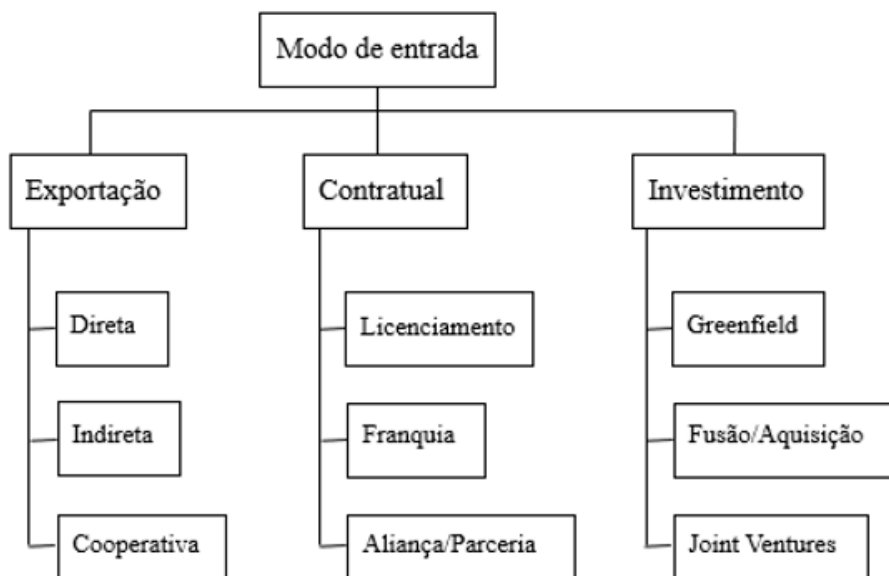 Modo de entrada
Exportação
Contratual
Investimento
Direta
Licenciamento
Greenfield
Indireta
Franquia
Fusão/Aquisição
Cooperativa
Aliança/Parceria
Joint Ventures